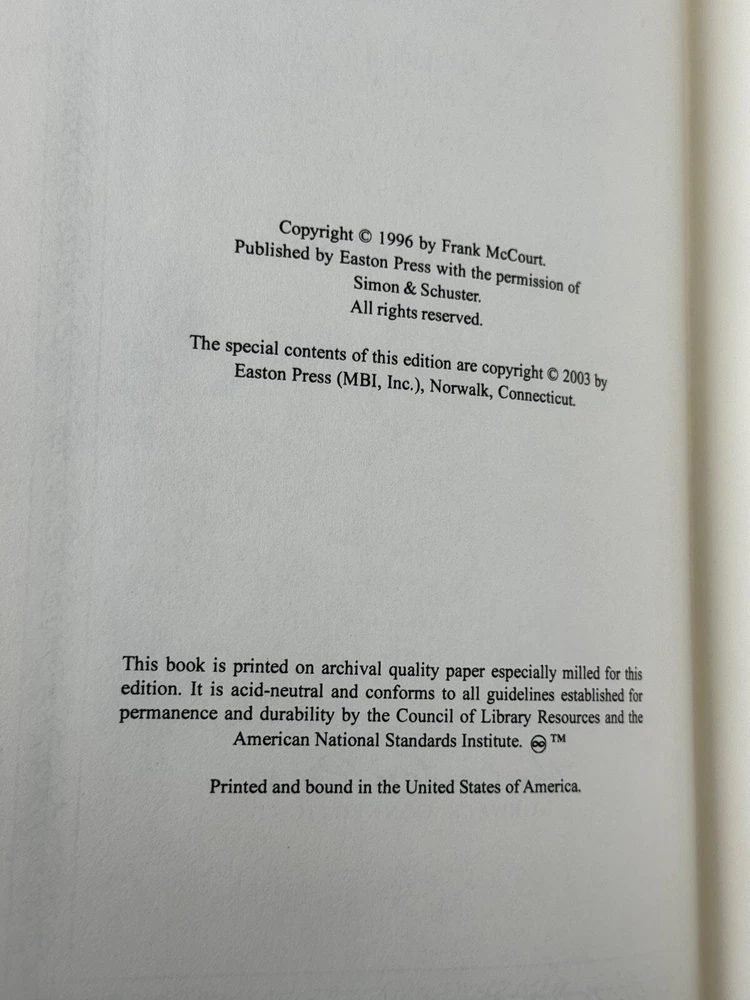 Copyright © 1996 by Frank McCourt.
Published by Easton Press with the permission of
Simon & Schuster.
All rights reserved.
The special contents of this edition are copyright © 2003 by
Easton Press (MBI, Inc.), Norwalk, Connecticut.
This book is printed on archival quality paper especially milled for this
edition. It is acid-neutral and conforms to all guidelines established for
permanence and durability by the Council of Library Resources and the
American National Standards Institute. ♾™
Printed and bound in the United States of America.